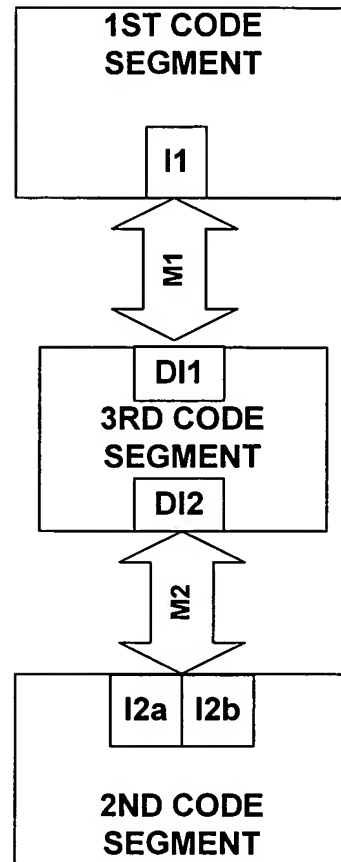 1ST CODE
SEGMENT
I1
M1
DI1
3RD CODE
SEGMENT
DI2
M2
I2a I2b
2ND CODE
SEGMENT